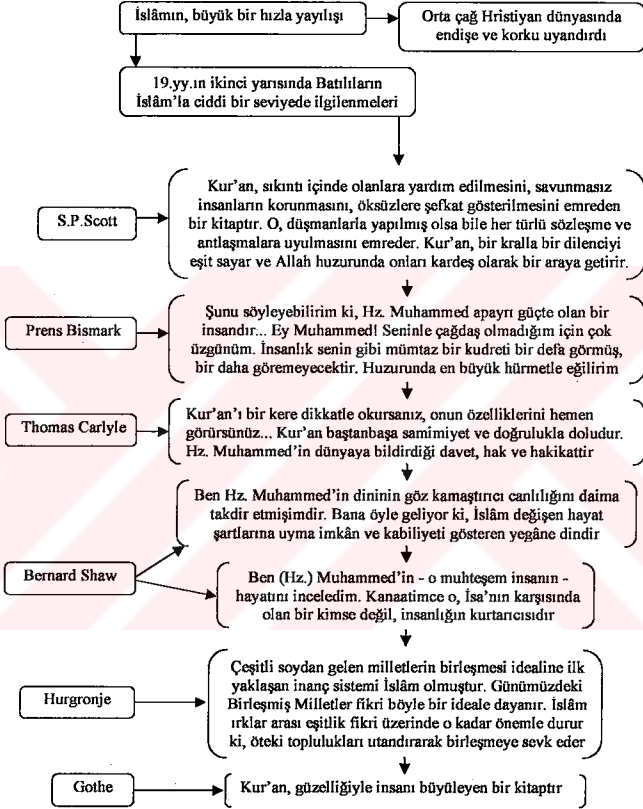 İslâmın, büyük bir hızla yayılışı
Orta çağ Hristiyan dünyasında
endişe ve korku uyandırdı
19.yy.ın ikinci yarısında Batılıların
İslâm’la ciddi bir seviyede ilgilenmeleri
S.P.Scott
Kur’an, sıkıntı içinde olanlara yardım edilmesini, savunmasız
insanların korunmasını, öksüzlere şefkat gösterilmesini emreden
bir kitaptır. O, düşmanlarla yapılmış olsa bile her türlü sözleşme ve
antlaşmalara uyulmasını emreder. Kur’an, bir kralla bir dilenciyi
eşit sayar ve Allah huzurunda onları kardeş olarak bir araya getirir.
Prens Bismark
Şunu söyleyebilirim ki, Hz. Muhammed apayrı güçte olan bir
insandır... Ey Muhammed! Seninle çağdaş olmadığım için çok
üzgünüm. İnsanlık senin gibi mümtaz bir kudreti bir defa görmüş,
bir daha göremeyecektir. Huzurunda en büyük hürmetle eğilirim
Thomas Carlyle
Kur’an’ı bir kere dikkatle okursanız, onun özelliklerini hemen
görürsünüz... Kur’an baştanbaşa samimiyet ve doğrulukla doludur.
Hz. Muhammed’in dünyaya bildirdiği davet, hak ve hakikattir
Bernard Shaw
Ben Hz. Muhammed’in dininin göz kamaştırıcı canlılığını daima
takdir etmişimdir. Bana öyle geliyor ki, İslâm değişen hayat
şartlarına uyma imkân ve kabiliyeti gösteren yegâne dindir
Ben (Hz.) Muhammed’in - o muhteşem insanın -
hayatını inceledim. Kanaatimce o, İsa’nın karşısında
olan bir kimse değil, insanlığın kurtarıcısıdır
Hurgronje
Çeşitli soydan gelen milletlerin birleşmesi idealine ilk
yaklaşan inanç sistemi İslâm olmuştur. Günümüzdeki
Birleşmiş Milletler fikri böyle bir ideale dayanır. İslâm
ırklar arası eşitlik fikri üzerinde o kadar önemle durur
ki, öteki toplulukları utandırarak birleşmeye sevk eder
Gothe
Kur’an, güzelliğiyle insanı büyüleyen bir kitaptır